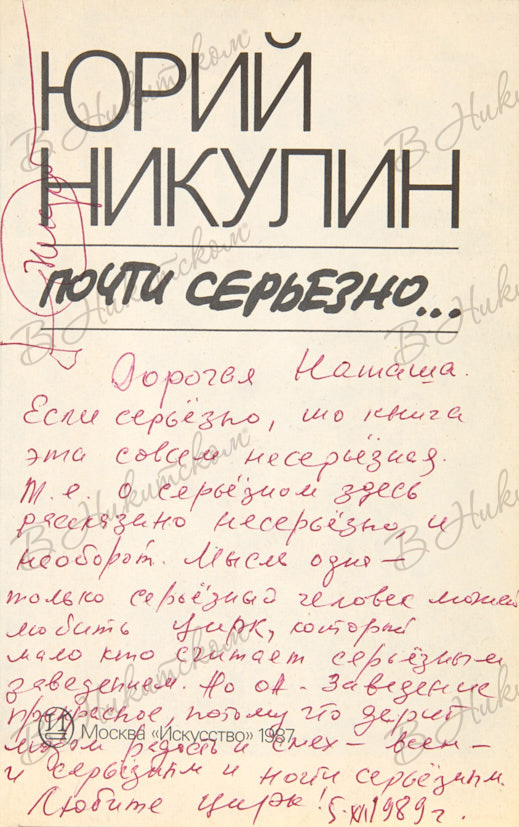 ЮРИЙ
НИКУЛИН
ПОЧТИ СЕРЬЕЗНО...
Дорогая Наташа.
Если серьёзно, то книга
эта совсем несерьёзная.
Т.е. о серьёзном здесь
рассказано несерьёзно, и
наоборот. Мысль одна —
только серьёзный человек может
любить цирк, который
мало кто считает серьёзным
заведением. Но он - заведение
прекрасное, потому что дарит
людям радость и смех — всем —
и серьёзным и почти серьёзным.
Любите цирк! 5.XII 1989 г.
Москва «Искусство» 1987
В Никитском